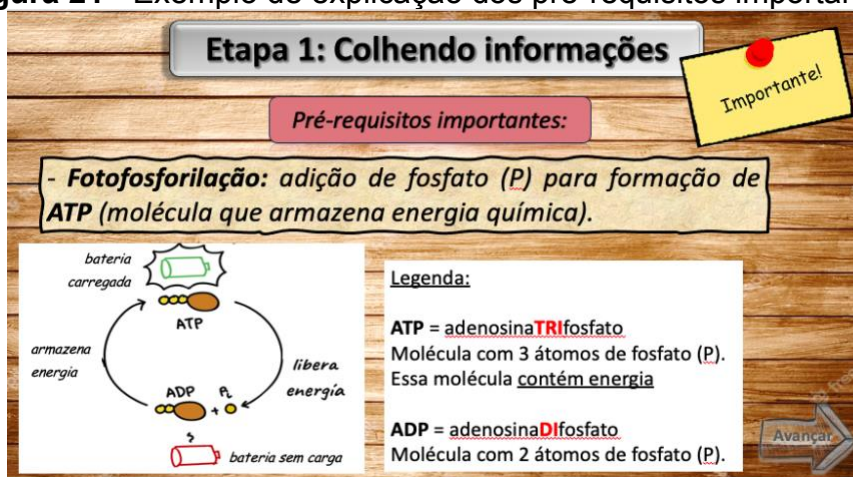 Etapa 1: Colhendo informações
Importante!
Pré-requisitos importantes:
- Fotofosforilação: adição de fosfato (P) para formação de
ATP (molécula que armazena energia química).
bateria
carregada
ATP
armazena
energia
libera
energía
ADP + Pi
bateria sem carga
Legenda:
ATP = adenosinaTRIfosfato
Molécula com 3 átomos de fosfato (P).
Essa molécula contém energia
ADP = adenosinaDIfosfato
Molécula com 2 átomos de fosfato (P).
Avançar